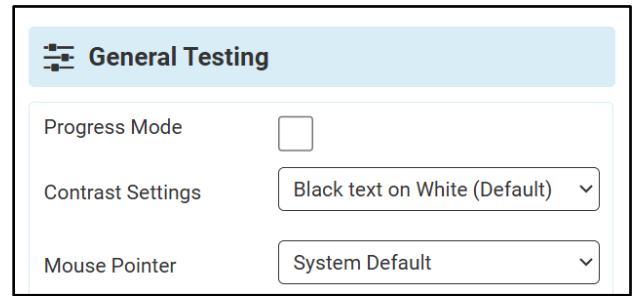 General Testing
Progress Mode
Contrast Settings Black text on White (Default)
Mouse Pointer System Default